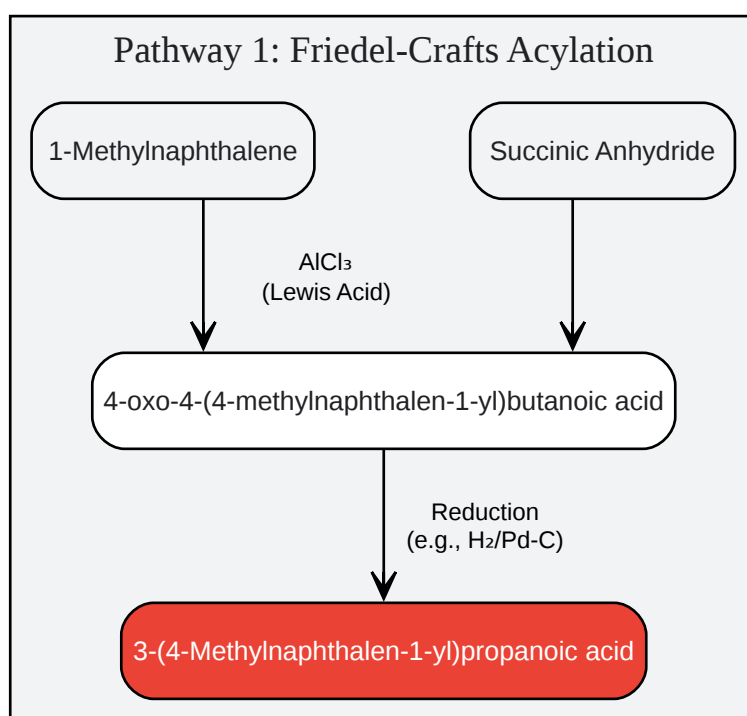 Pathway 1: Friedel-Crafts Acylation
1-Methylnaphthalene
Succinic Anhydride
AlCl₃
(Lewis Acid)
4-oxo-4-(4-methylnaphthalen-1-yl)butanoic acid
Reduction
(e.g., H₂/Pd-C)
3-(4-Methylnaphthalen-1-yl)propanoic acid